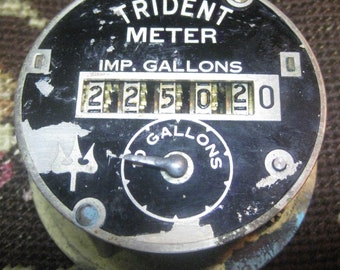 TRIDENT
METER
IMP. GALLONS
225020
GALLONS